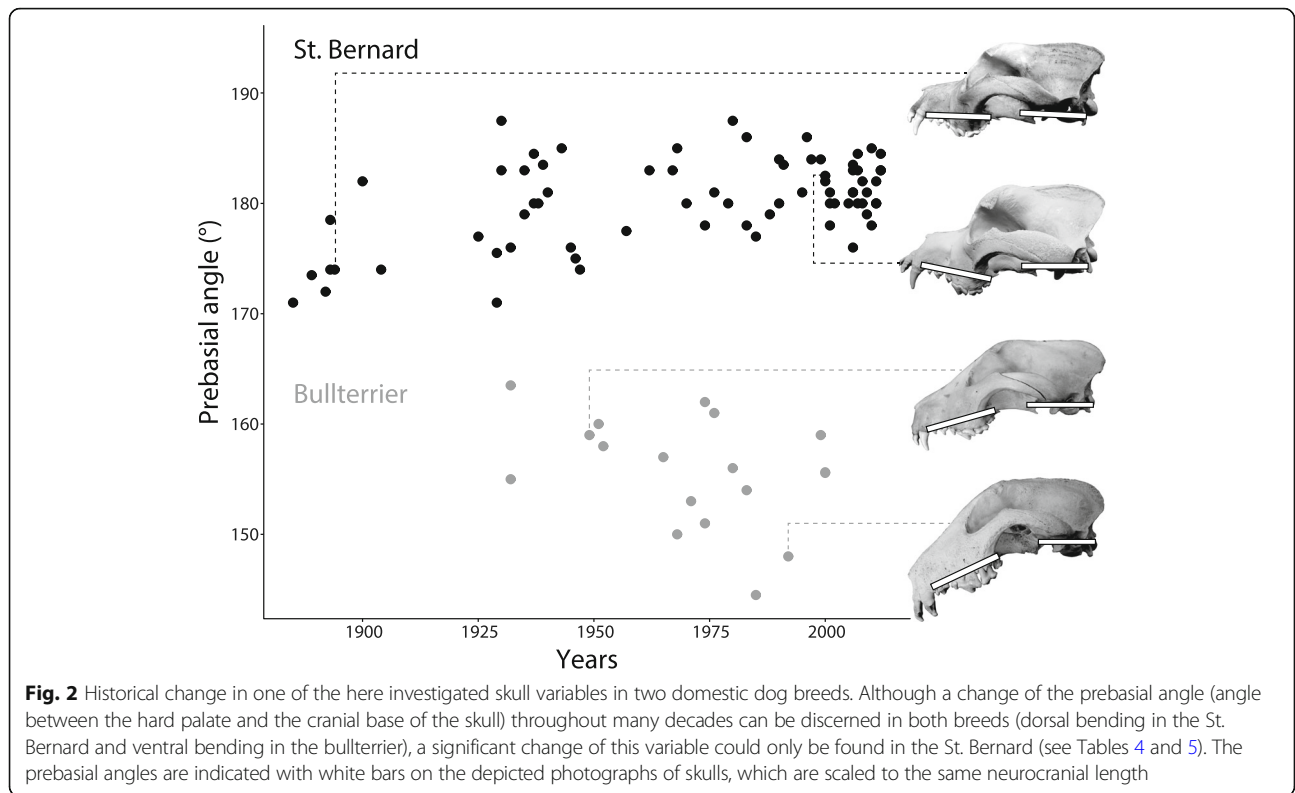 St. Bernard
190
180
170
160
150
Prebasial angle (°)
Bullterrier
1900 1925 1950 1975 2000
Years
Fig. 2 Historical change in one of the here investigated skull variables in two domestic dog breeds. Although a change of the prebasial angle (angle
between the hard palate and the cranial base of the skull) throughout many decades can be discerned in both breeds (dorsal bending in the St.
Bernard and ventral bending in the bullterrier), a significant change of this variable could only be found in the St. Bernard (see Tables 4 and 5). The
prebasial angles are indicated with white bars on the depicted photographs of skulls, which are scaled to the same neurocranial length